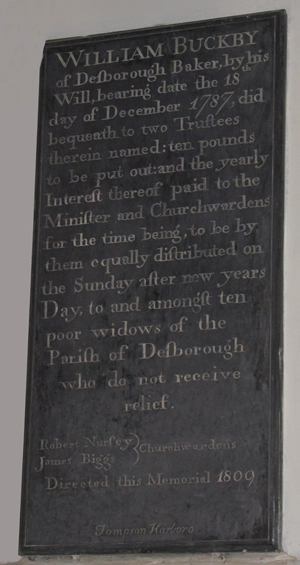 WILLIAM BUCKBY
of Deſborough Baker, by his
Will, bearing date the 18th
day of December 1787, did
bequeath to two Truſtees
therein named: ten pounds
to be put out: and the yearly
Intereſt thereof paid to the
Miniſter and Churchwardens
for the time being, to be by
them equally diſtributed on
the Sunday after new years
Day, to and amongſt ten
poor widows of the
Pariſh of Deſborough
who do not receive
relief.
Robert Nurſey } Churchwardens
James Biggs
Directed this Memorial 1809